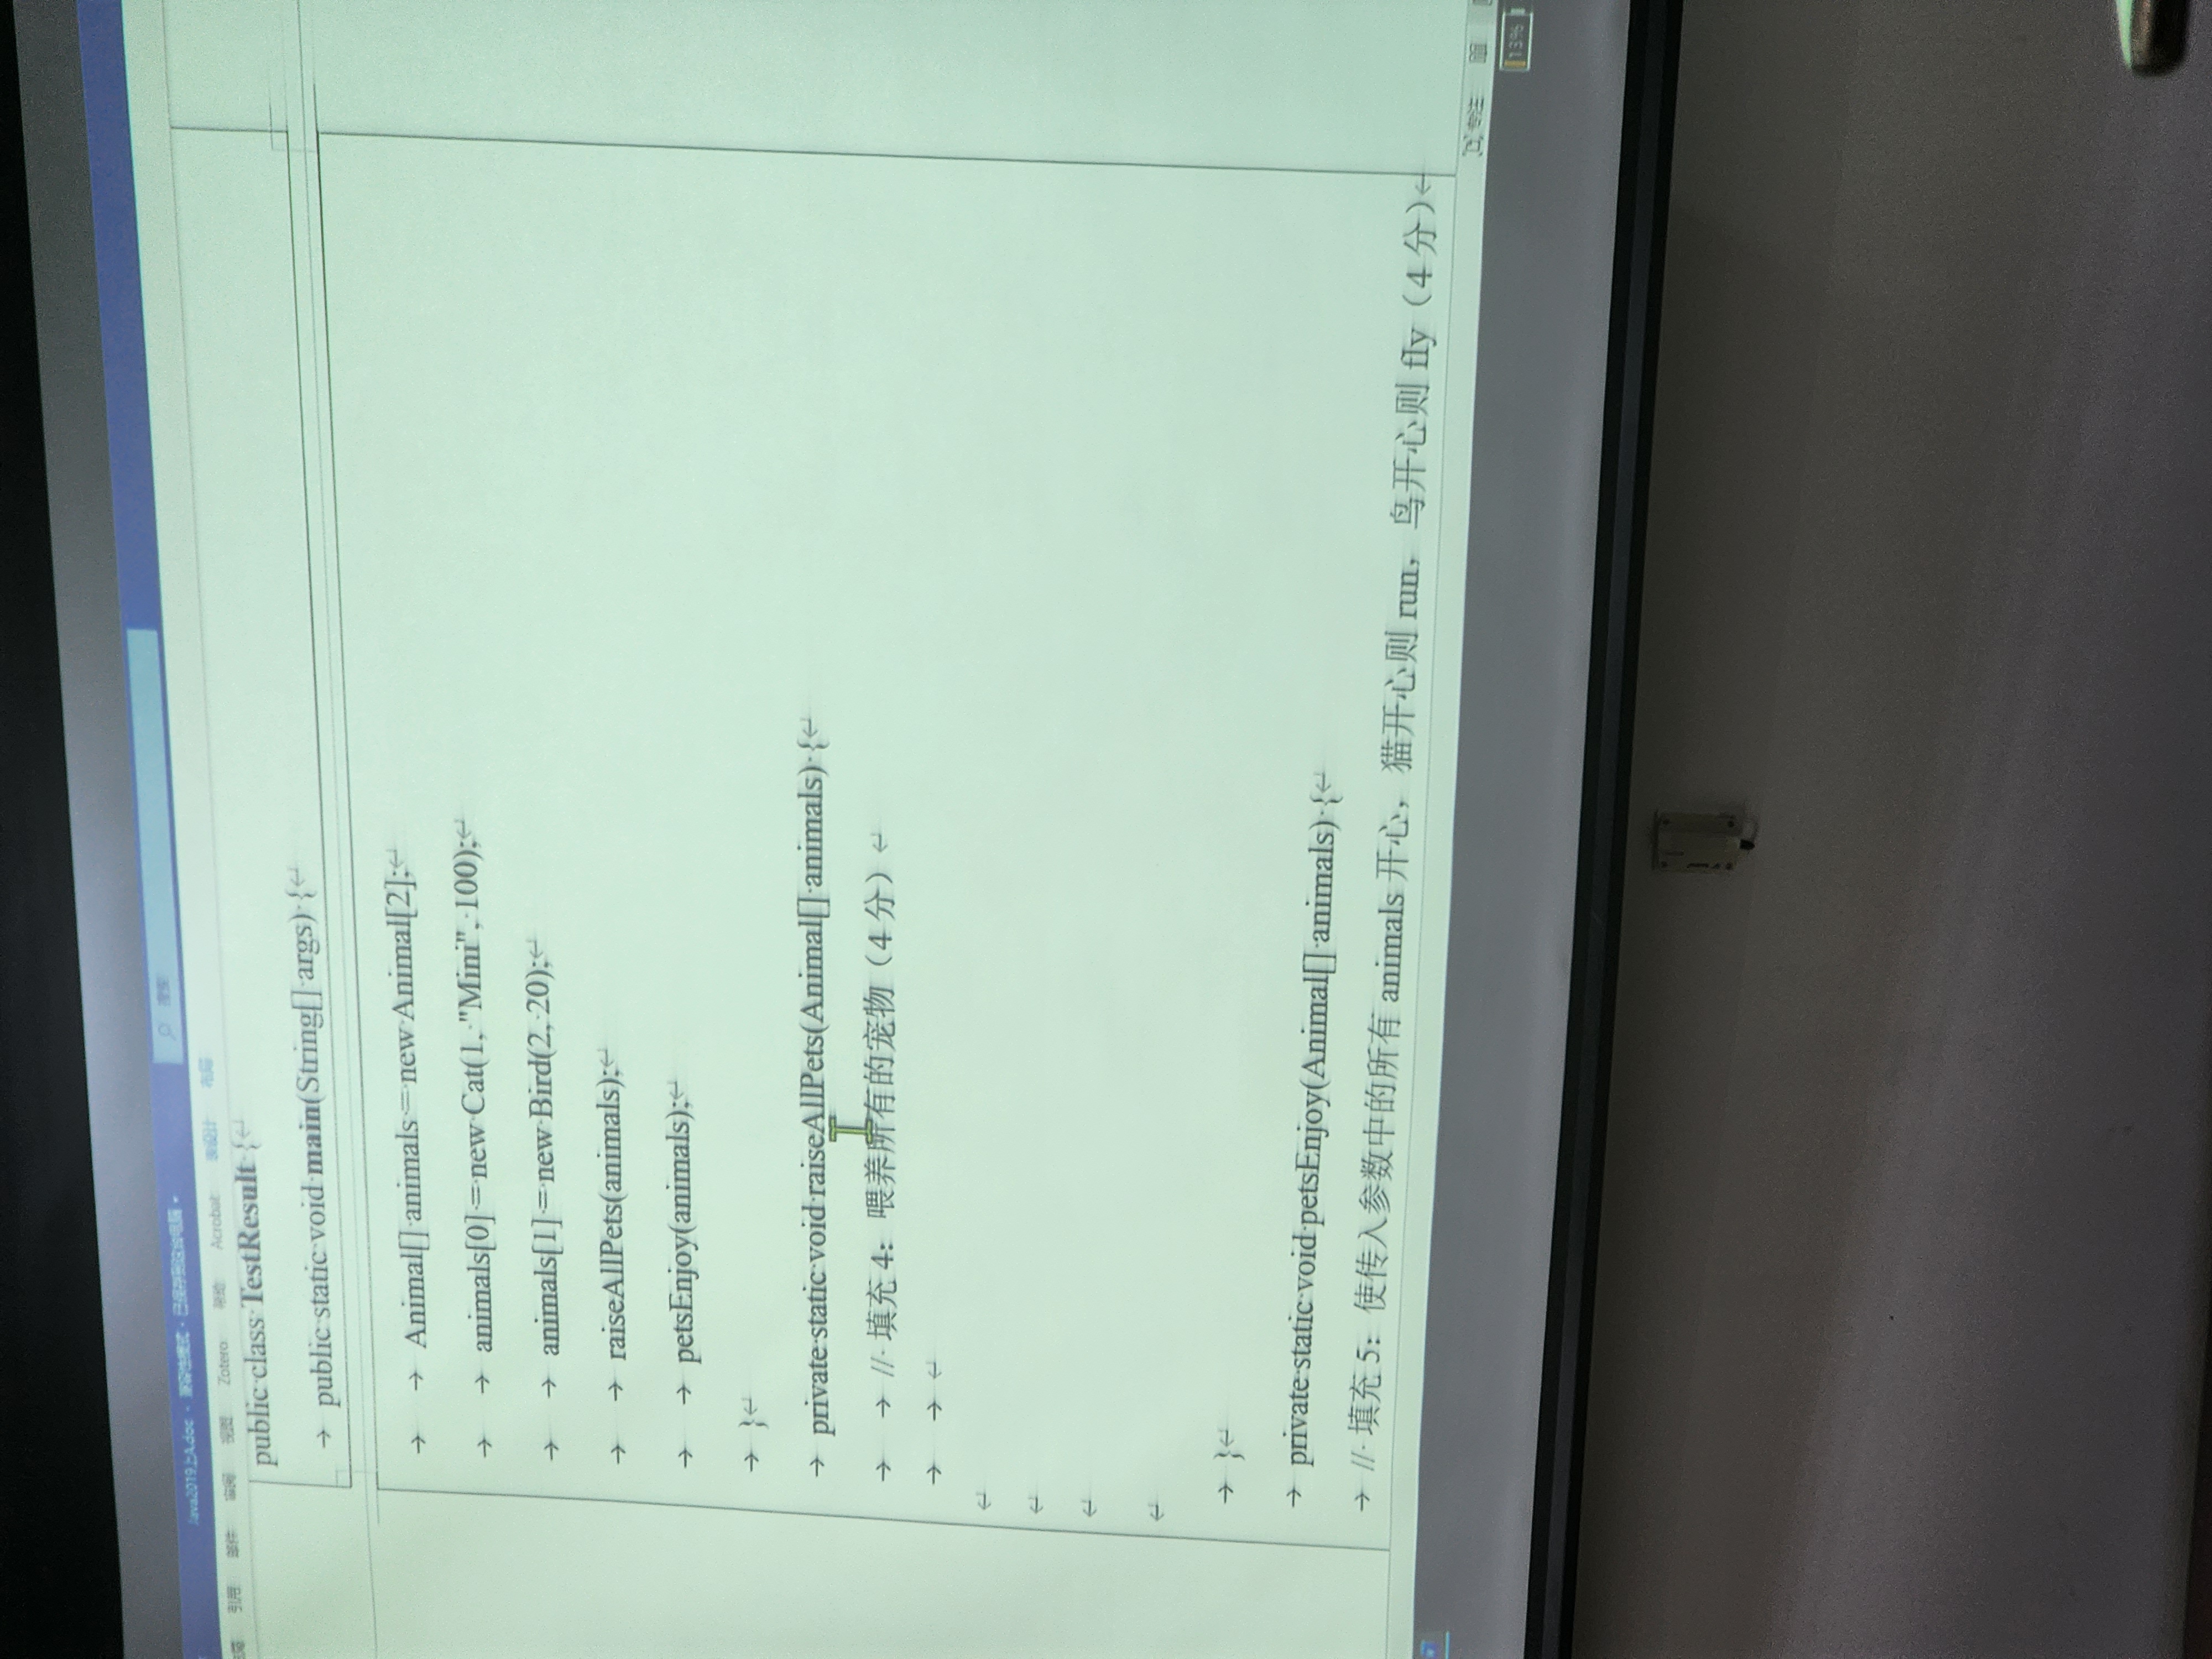 Java2019上A.doc - 兼容性模式 - 已保存到这台电脑
搜索
引用 邮件 审阅 视图 Zotero 帮助 Acrobat 表设计 布局
public class TestResult {
public static void main(String[] args) {
Animal[] animals = new Animal[2];
animals[0] = new Cat(1, "Mini", 100);
animals[1] = new Bird(2, 20);
raiseAllPets(animals);
petsEnjoy(animals);
}
private static void raiseAllPets(Animal[] animals) {
// 填充 4：喂养所有的宠物（4 分）
}
private static void petsEnjoy(Animal[] animals) {
// 填充 5：使传入参数中的所有 animals 开心，猫开心则 run，鸟开心则 fly（4 分）
专注
13%